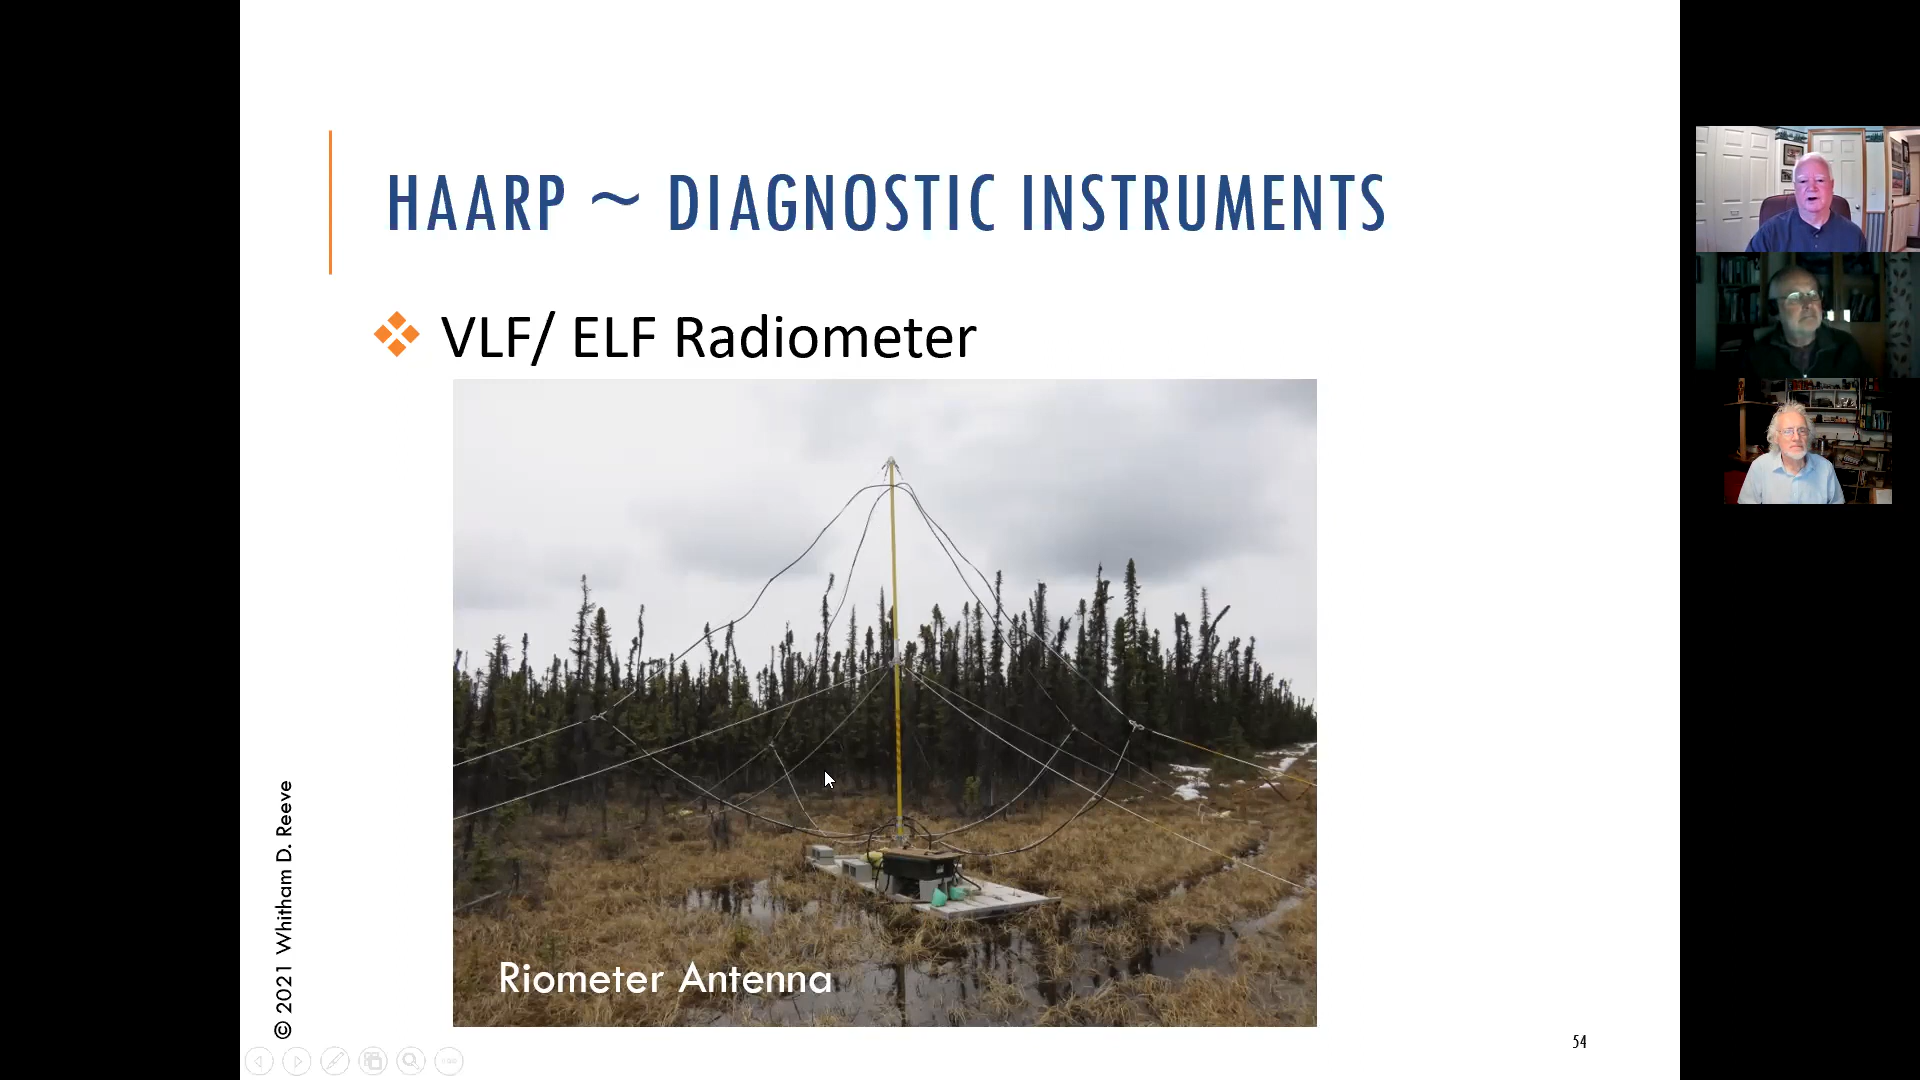 HAARP ~ DIAGNOSTIC INSTRUMENTS
VLF/ ELF Radiometer
Riometer Antenna
© 2021 Whitham D. Reeve
54